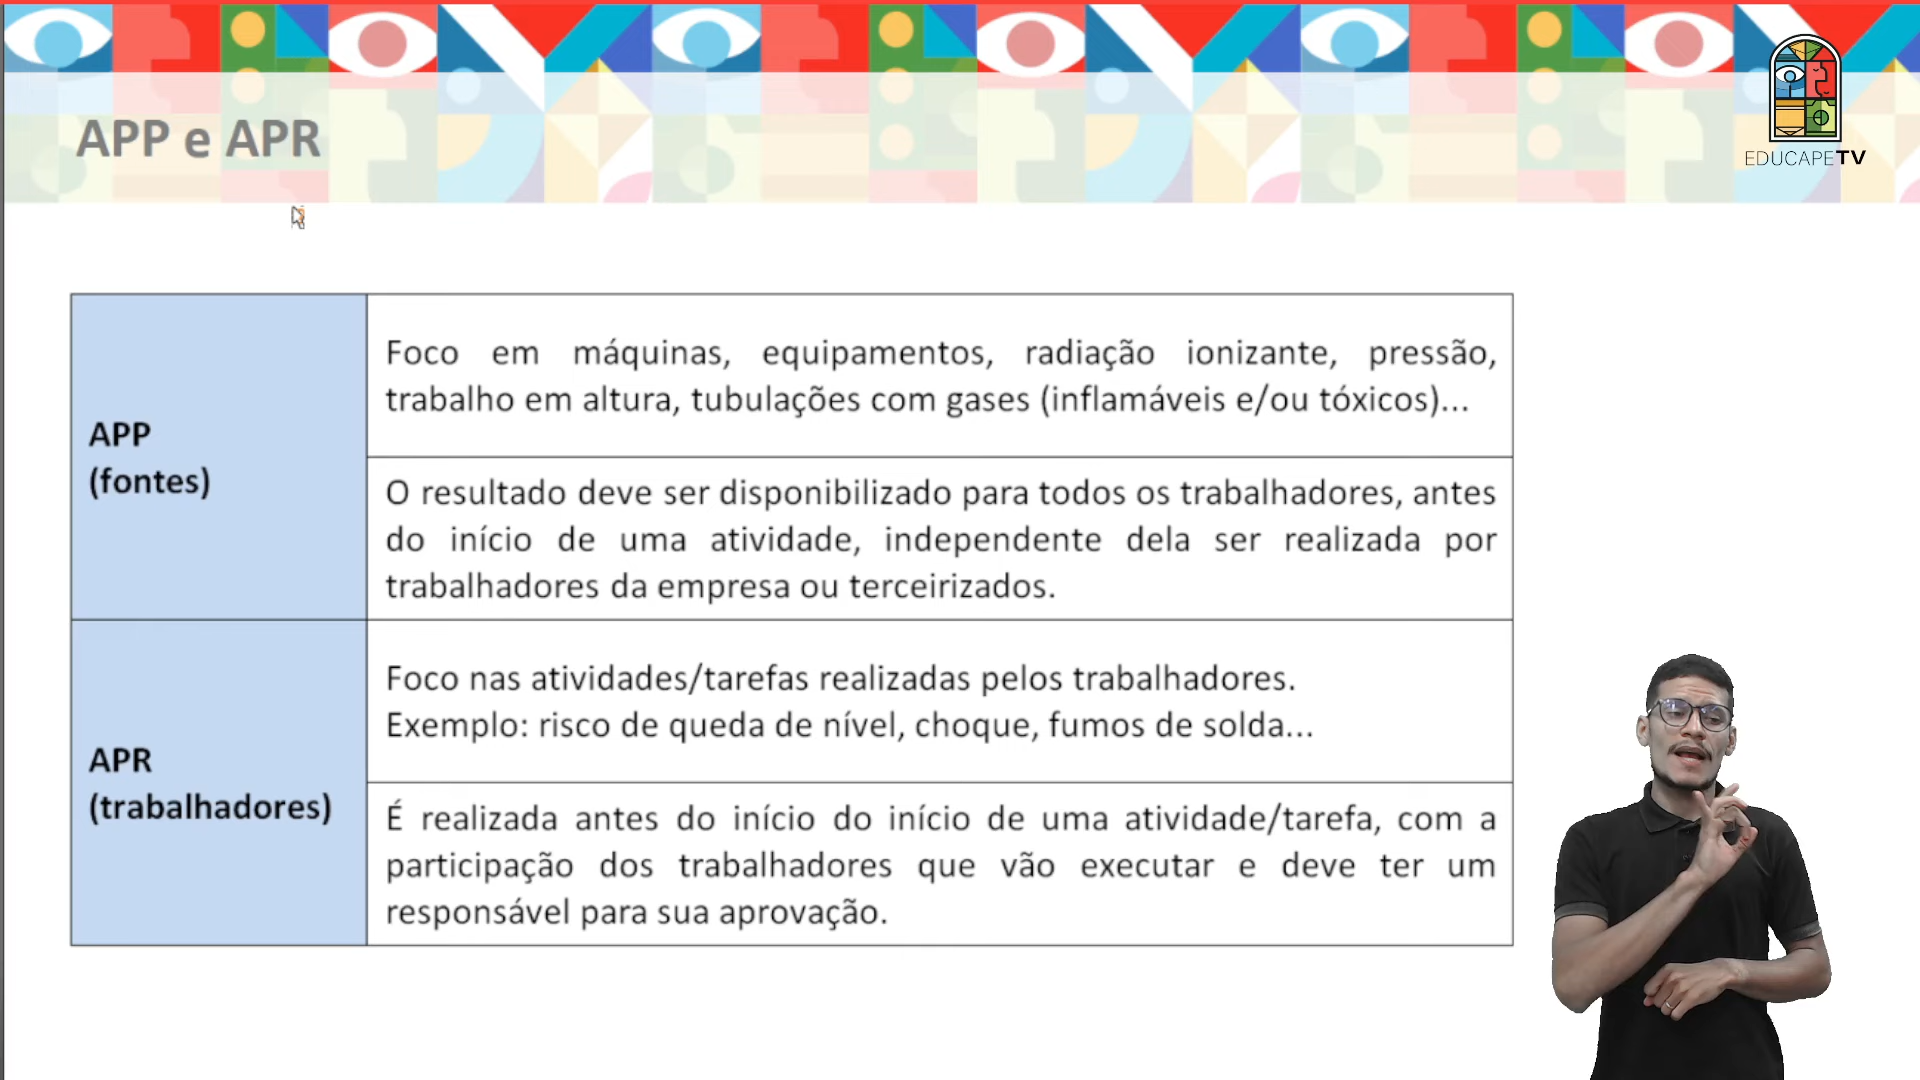 APP e APR
EDUCAPETV
APP
(fontes)
Foco em máquinas, equipamentos, radiação ionizante, pressão,
trabalho em altura, tubulações com gases (inflamáveis e/ou tóxicos)...
O resultado deve ser disponibilizado para todos os trabalhadores, antes
do início de uma atividade, independente dela ser realizada por
trabalhadores da empresa ou terceirizados.
APR
(trabalhadores)
Foco nas atividades/tarefas realizadas pelos trabalhadores.
Exemplo: risco de queda de nível, choque, fumos de solda...
É realizada antes do início do início de uma atividade/tarefa, com a
participação dos trabalhadores que vão executar e deve ter um
responsável para sua aprovação.